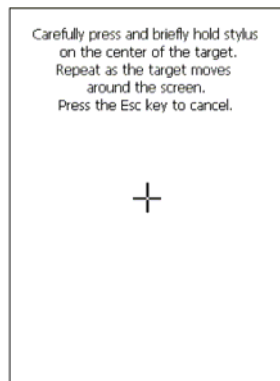 Carefully press and briefly hold stylus
on the center of the target.
Repeat as the target moves
around the screen.
Press the Esc key to cancel.